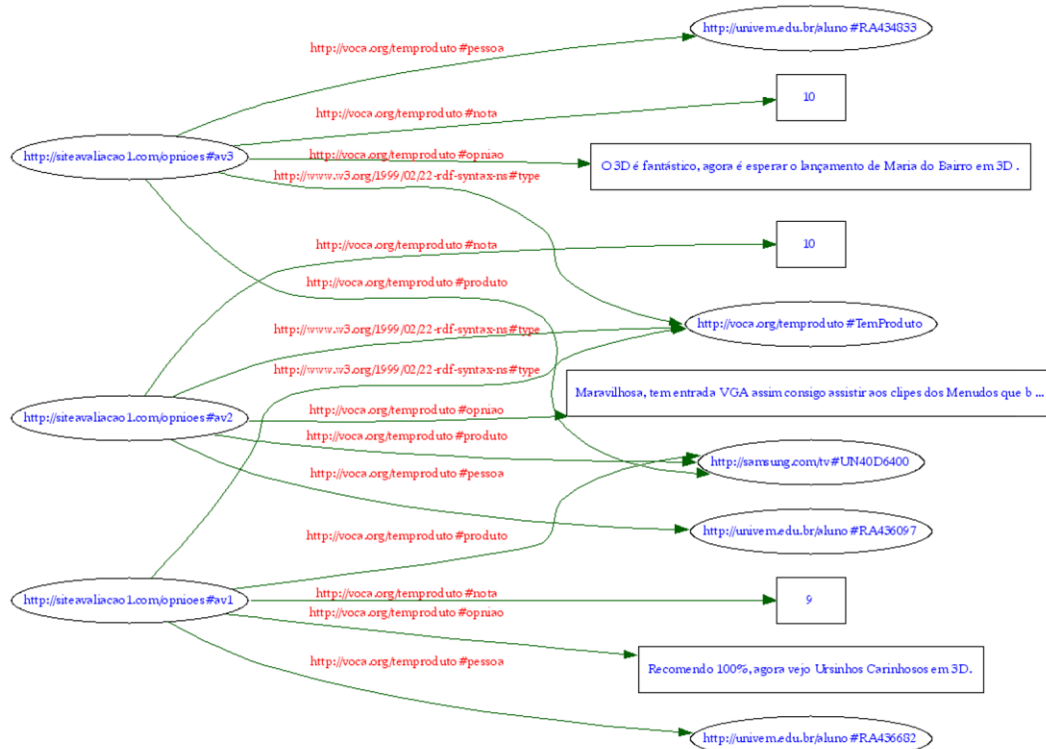 http://univem.edu.br/aluno#RA434833
http://voca.org/temproduto#pessoa
10
http://voca.org/temproduto#nota
http://siteavaliacao1.com/opnioes#av3
http://voca.org/temproduto#opniao
O 3D é fantástico, agora é esperar o lançamento de Maria do Bairro em 3D .
http://www.w3.org/1999/02/22-rdf-syntax-ns#type
10
http://voca.org/temproduto#nota
http://voca.org/temproduto#produto
http://voca.org/temproduto#TemProduto
http://www.w3.org/1999/02/22-rdf-syntax-ns#type
http://www.w3.org/1999/02/22-rdf-syntax-ns#type
Maravilhosa, tem entrada VGA assim consigo assistir aos clipes dos Menudos que b ...
http://siteavaliacao1.com/opnioes#av2
http://voca.org/temproduto#opniao
http://voca.org/temproduto#produto
http://samsung.com/tv#UN40D6400
http://voca.org/temproduto#pessoa
http://univem.edu.br/aluno#RA436097
http://voca.org/temproduto#produto
http://siteavaliacao1.com/opnioes#av1
http://voca.org/temproduto#nota
9
http://voca.org/temproduto#opniao
Recomendo 100%, agora vejo Ursinhos Carinhosos em 3D.
http://voca.org/temproduto#pessoa
http://univem.edu.br/aluno#RA436682